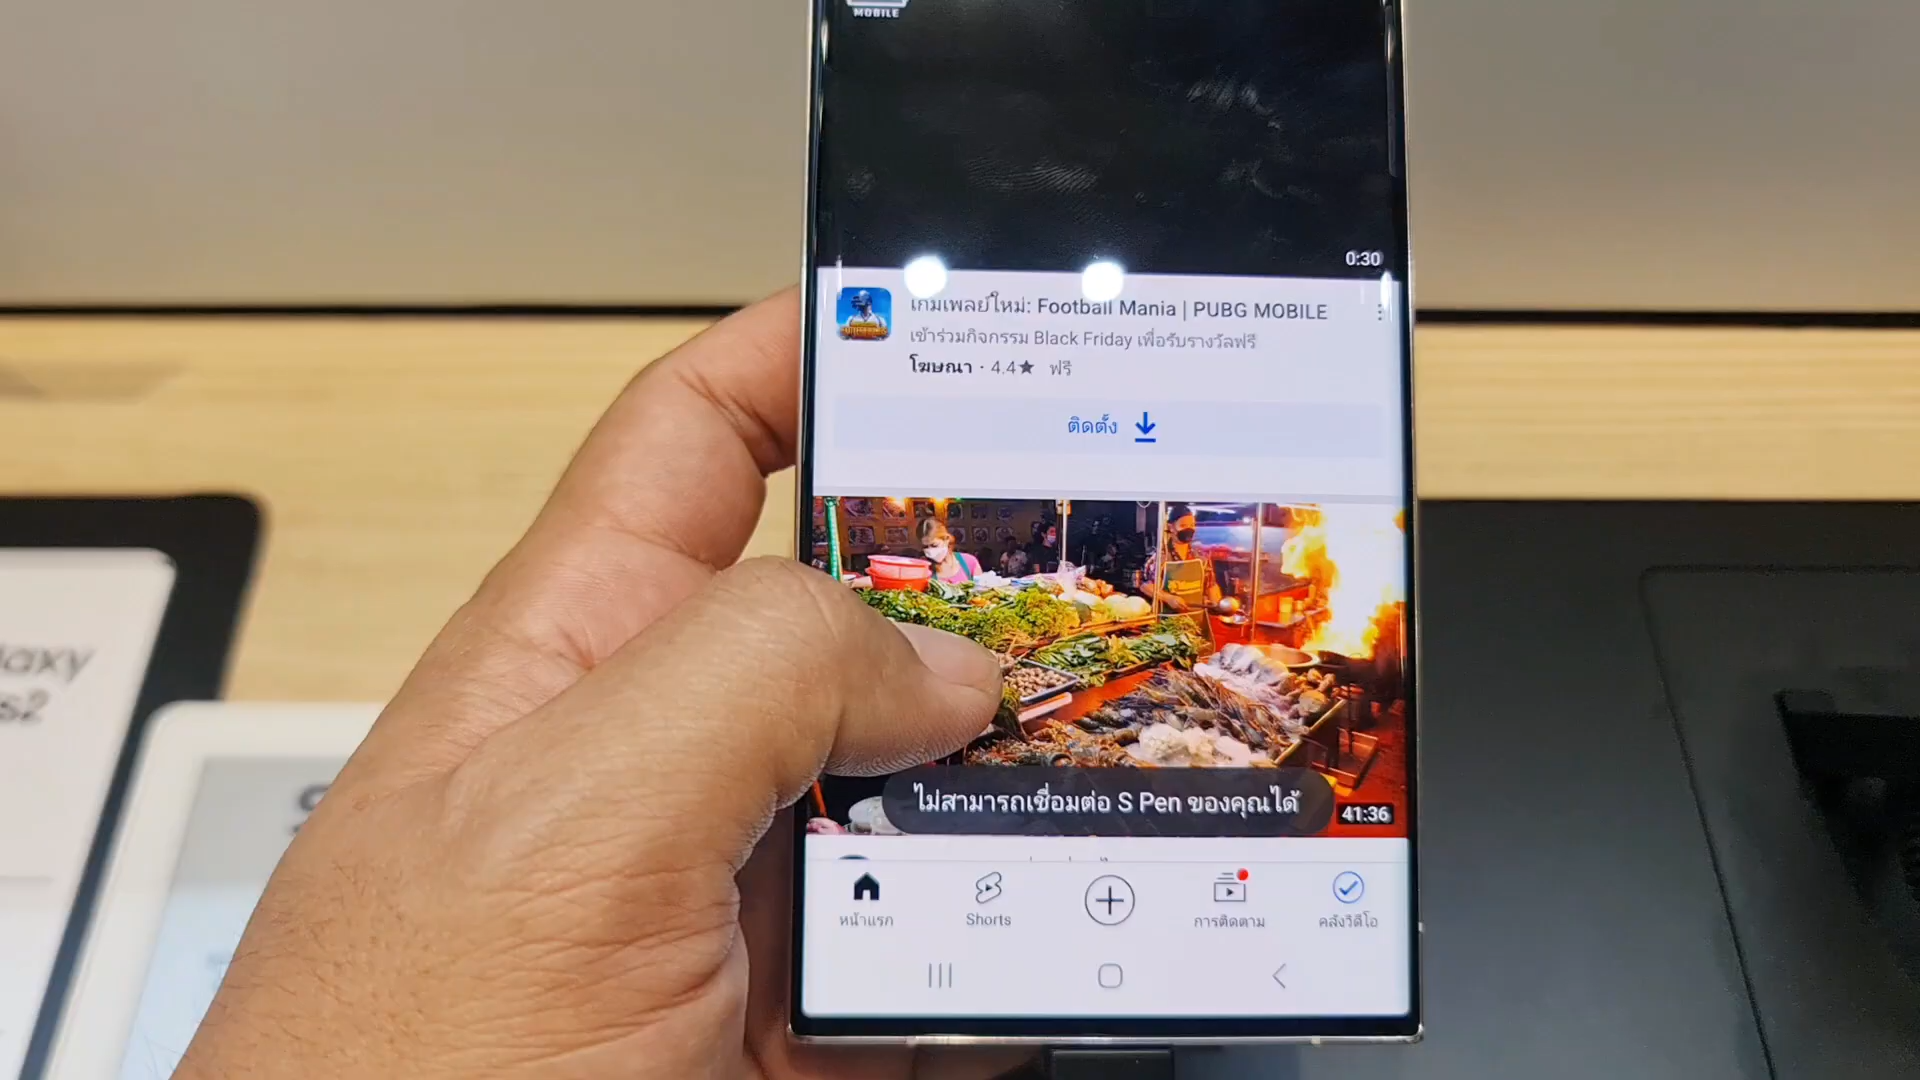 MOBILE
0:30
เกมเพลย์ใหม่: Football Mania | PUBG MOBILE
เข้าร่วมกิจกรรม Black Friday เพื่อรับรางวัลฟรี
โฆษณา · 4.4★ ฟรี
ติดตั้ง
ไม่สามารถเชื่อมต่อ S Pen ของคุณได้
41:36
หน้าแรก
Shorts
การติดตาม
คลังวิดีโอ